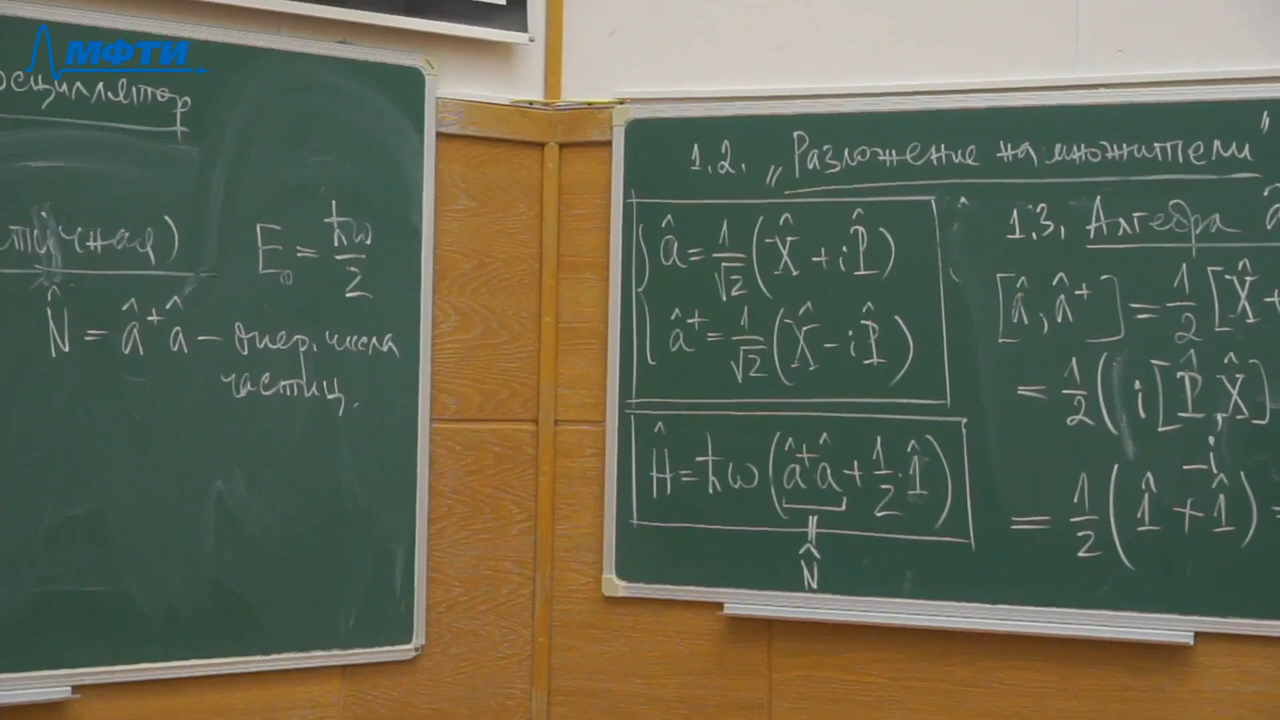 МФТИ
осциллятор
стичная)
E₀ = ħω/2
N̂ = â⁺â — опер. числа
частиц.
1.2. „Разложение на множители"
â = 1/√2 (X̂ + iP̂)
â⁺ = 1/√2 (X̂ − iP̂)
Ĥ = ħω (â⁺â + 1/2 · 1̂)
N̂
1.3. Алгебра â
[â, â⁺] = 1/2 [X̂ +
= 1/2 (i[P̂, X̂]
−i
= 1/2 (1̂ + 1̂) =